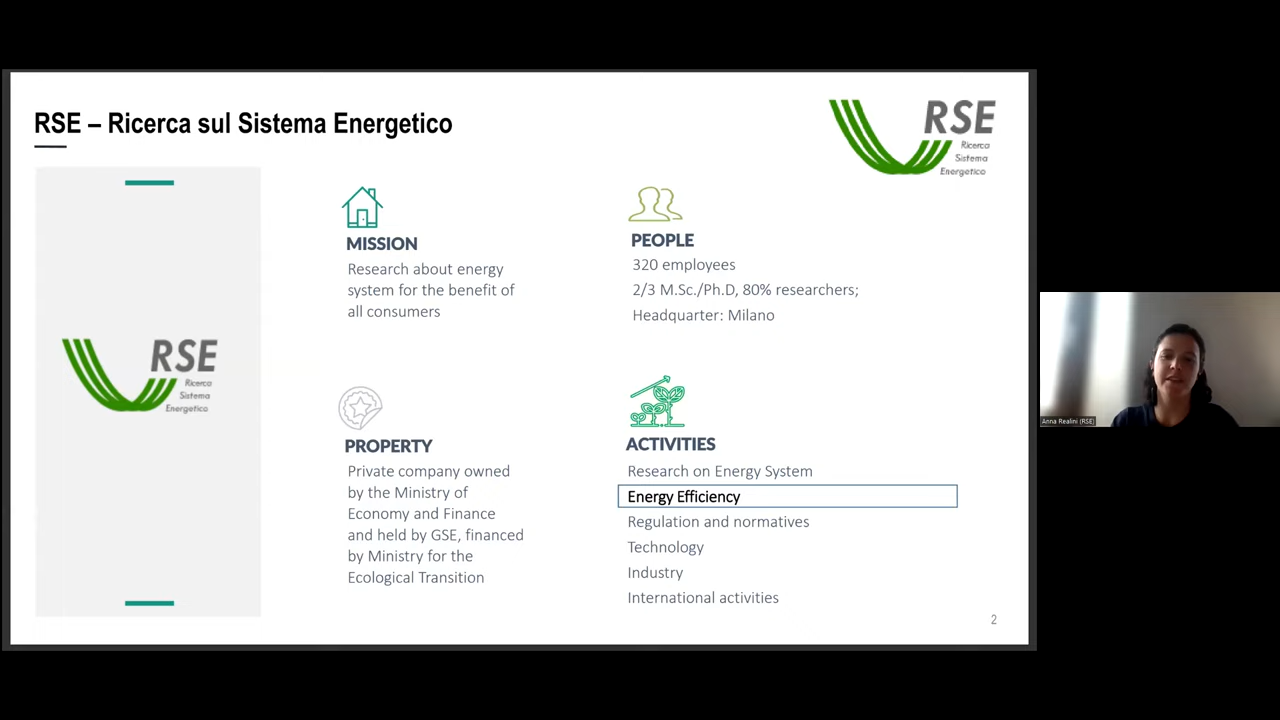 RSE – Ricerca sul Sistema Energetico
RSE
Ricerca
Sistema
Energetico
RSE
Ricerca
Sistema
Energetico
MISSION
Research about energy
system for the benefit of
all consumers
PEOPLE
320 employees
2/3 M.Sc./Ph.D, 80% researchers;
Headquarter: Milano
PROPERTY
Private company owned
by the Ministry of
Economy and Finance
and held by GSE, financed
by Ministry for the
Ecological Transition
ACTIVITIES
Research on Energy System
Energy Efficiency
Regulation and normatives
Technology
Industry
International activities
2
Anna Realini (RSE)